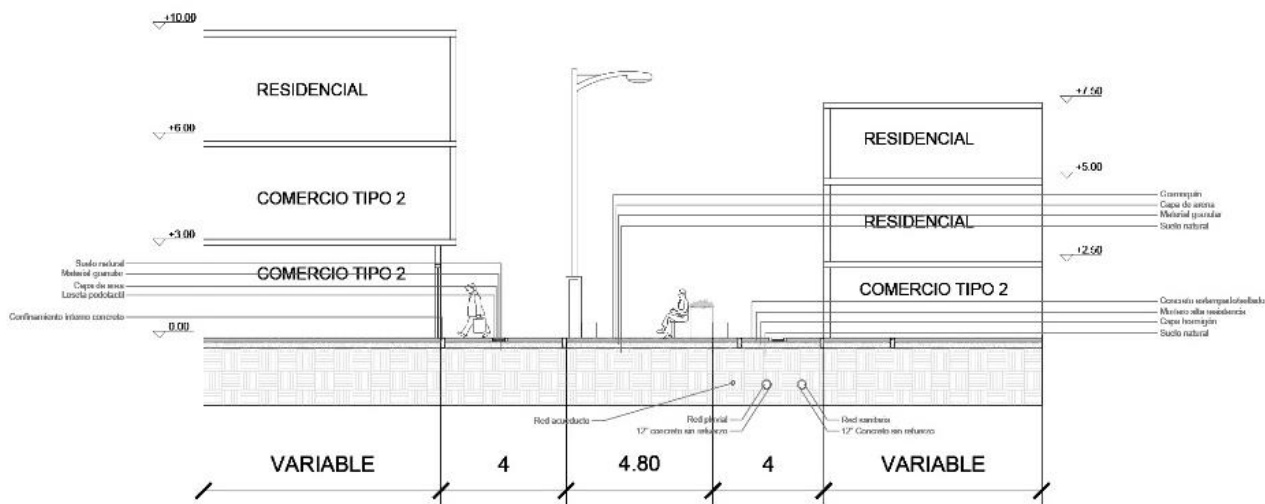 +10.00
RESIDENCIAL
+6.00
COMERCIO TIPO 2
+3.00
COMERCIO TIPO 2
Suelo natural
Material granular
Capa de arena
Loseta podotactil
Confinamiento interno concreto
0.00
+7.50
RESIDENCIAL
+5.00
RESIDENCIAL
+2.50
COMERCIO TIPO 2
Capa de arena
Material granular
Suelo natural
Concreto estampado/sellado
Mortero alta resistencia
Capa hormigón
Suelo natural
Red acueducto
Red pluvial
12" concreto sin refuerzo
Red sanitaria
12" Concreto sin refuerzo
VARIABLE
4
4.80
4
VARIABLE